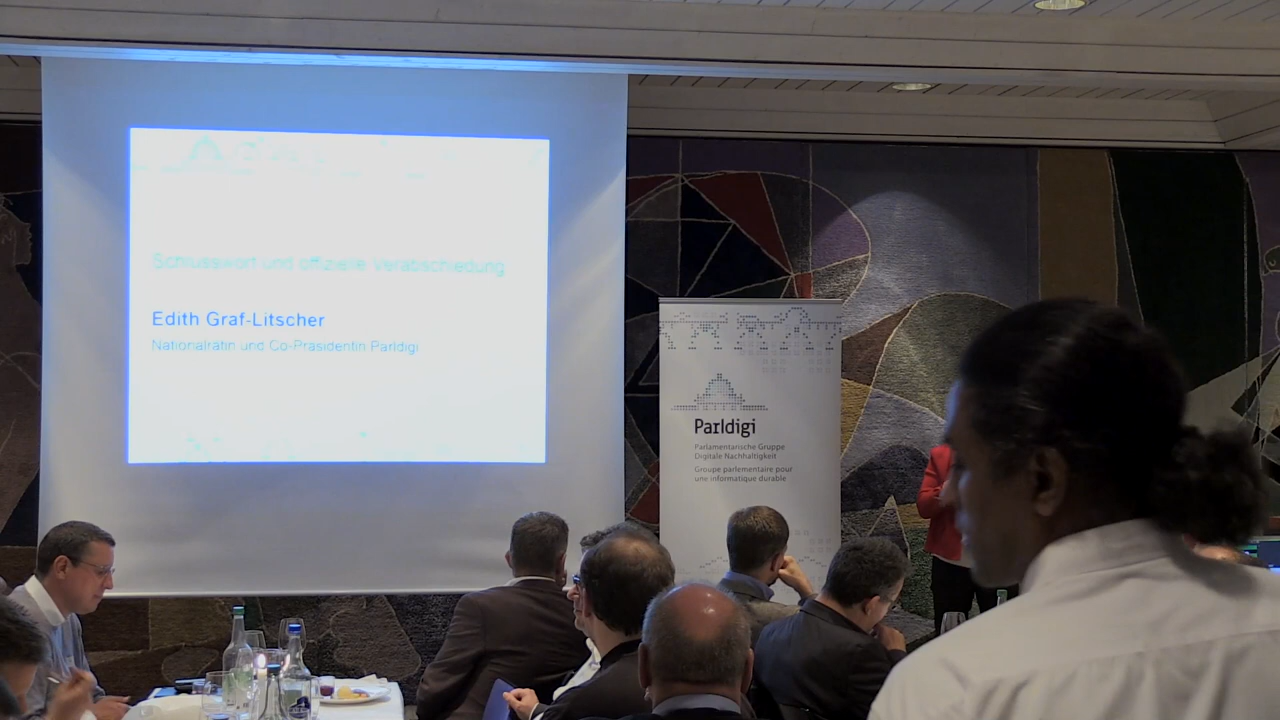 Schlusswort und offizielle Verabschiedung
Edith Graf-Litscher
Nationalrätin und Co-Präsidentin Parldigi
Parldigi
Parlamentarische Gruppe
Digitale Nachhaltigkeit
Groupe parlementaire pour
une informatique durable